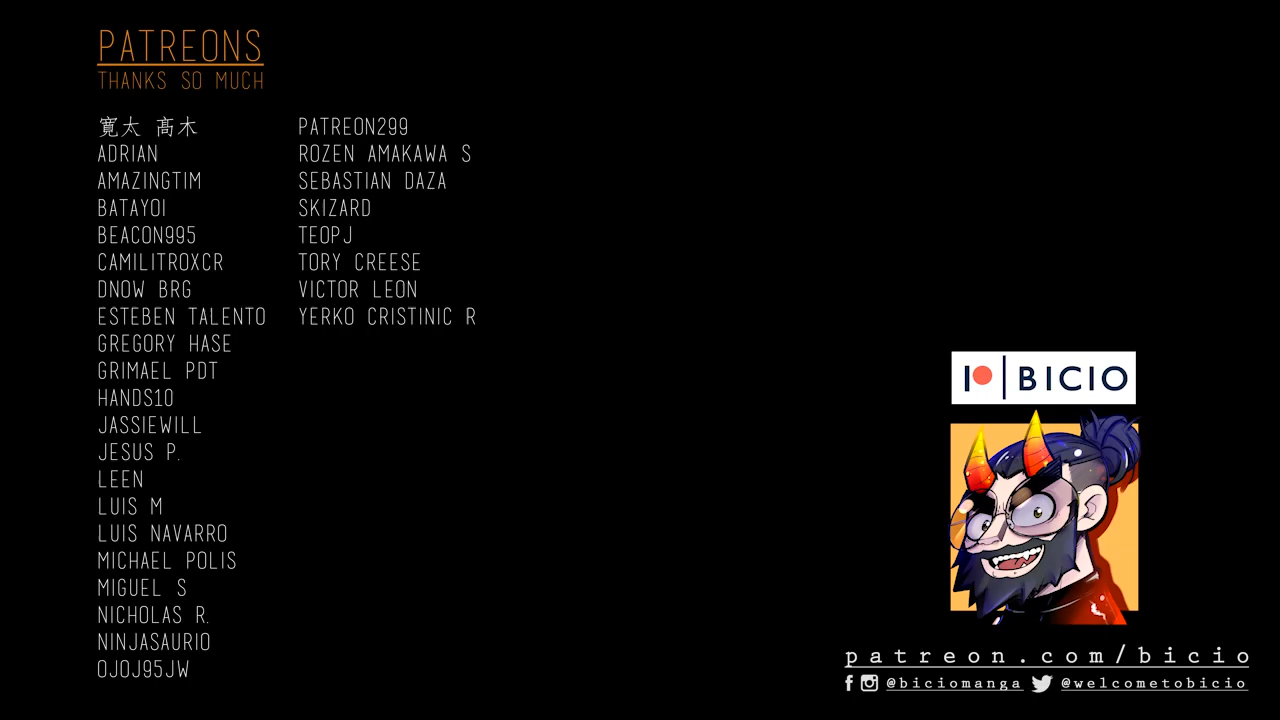 PATREONS
THANKS SO MUCH
寛太 髙木
ADRIAN
AMAZINGTIM
BATAYOI
BEACON995
CAMILITROXCR
DNOW BRG
ESTEBEN TALENTO
GREGORY HASE
GRIMAEL PDT
HANDS10
JASSIEWILL
JESUS P.
LEEN
LUIS M
LUIS NAVARRO
MICHAEL POLIS
MIGUEL S
NICHOLAS R.
NINJASAURIO
OJOJ95JW
PATREON299
ROZEN AMAKAWA S
SEBASTIAN DAZA
SKIZARD
TEOPJ
TORY CREESE
VICTOR LEON
YERKO CRISTINIC R
BICIO
patreon.com/bicio
@biciomanga @welcometobicio